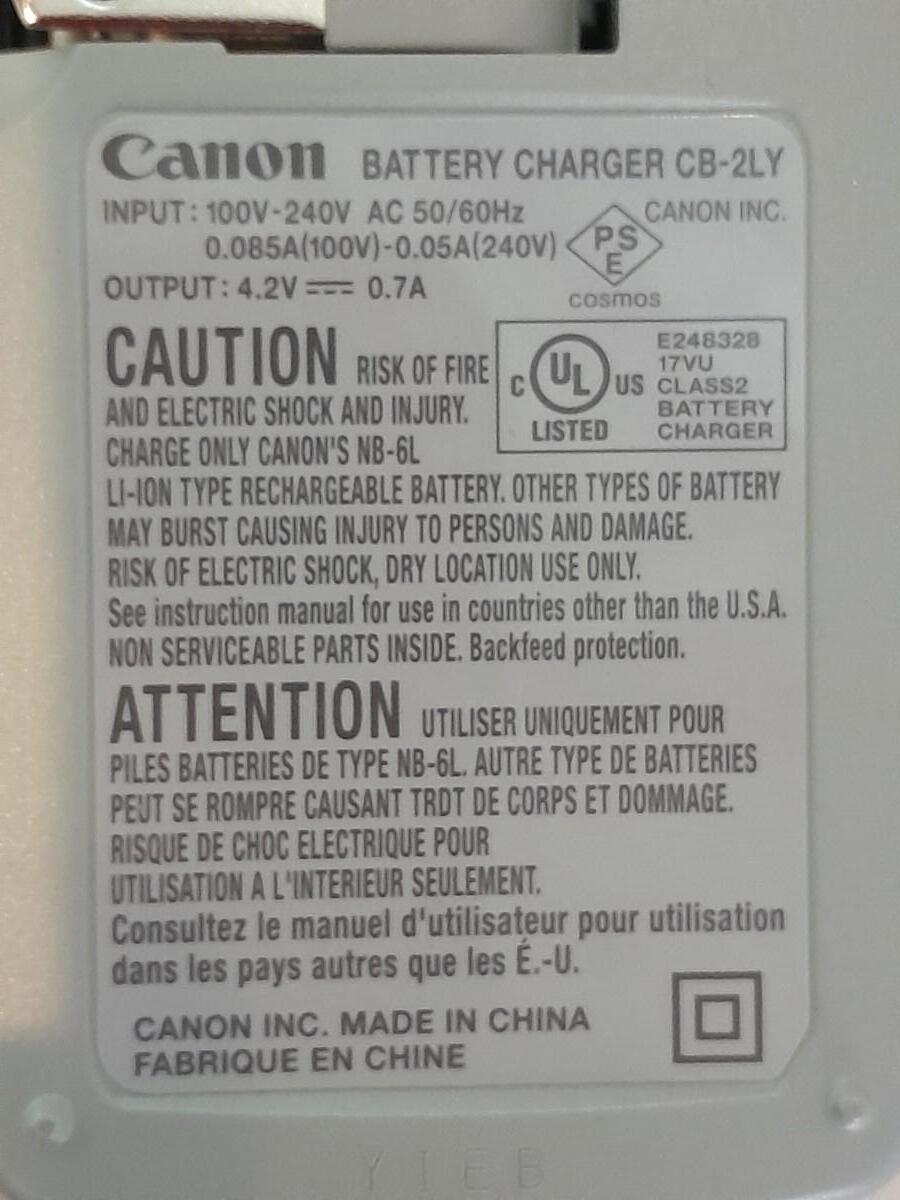 Canon BATTERY CHARGER CB-2LY
INPUT: 100V-240V AC 50/60Hz
CANON INC.
0.085A(100V)-0.05A(240V)
PSE
OUTPUT: 4.2V ⎓ 0.7A
cosmos
CAUTION RISK OF FIRE
AND ELECTRIC SHOCK AND INJURY.
CHARGE ONLY CANON'S NB-6L
C UL US
LISTED
E248328
17VU
CLASS2
BATTERY
CHARGER
LI-ION TYPE RECHARGEABLE BATTERY. OTHER TYPES OF BATTERY
MAY BURST CAUSING INJURY TO PERSONS AND DAMAGE.
RISK OF ELECTRIC SHOCK, DRY LOCATION USE ONLY.
See instruction manual for use in countries other than the U.S.A.
NON SERVICEABLE PARTS INSIDE. Backfeed protection.
ATTENTION UTILISER UNIQUEMENT POUR
PILES BATTERIES DE TYPE NB-6L. AUTRE TYPE DE BATTERIES
PEUT SE ROMPRE CAUSANT TRDT DE CORPS ET DOMMAGE.
RISQUE DE CHOC ELECTRIQUE POUR
UTILISATION A L'INTERIEUR SEULEMENT.
Consultez le manuel d'utilisateur pour utilisation
dans les pays autres que les É.-U.
CANON INC. MADE IN CHINA
FABRIQUE EN CHINE
YIEB